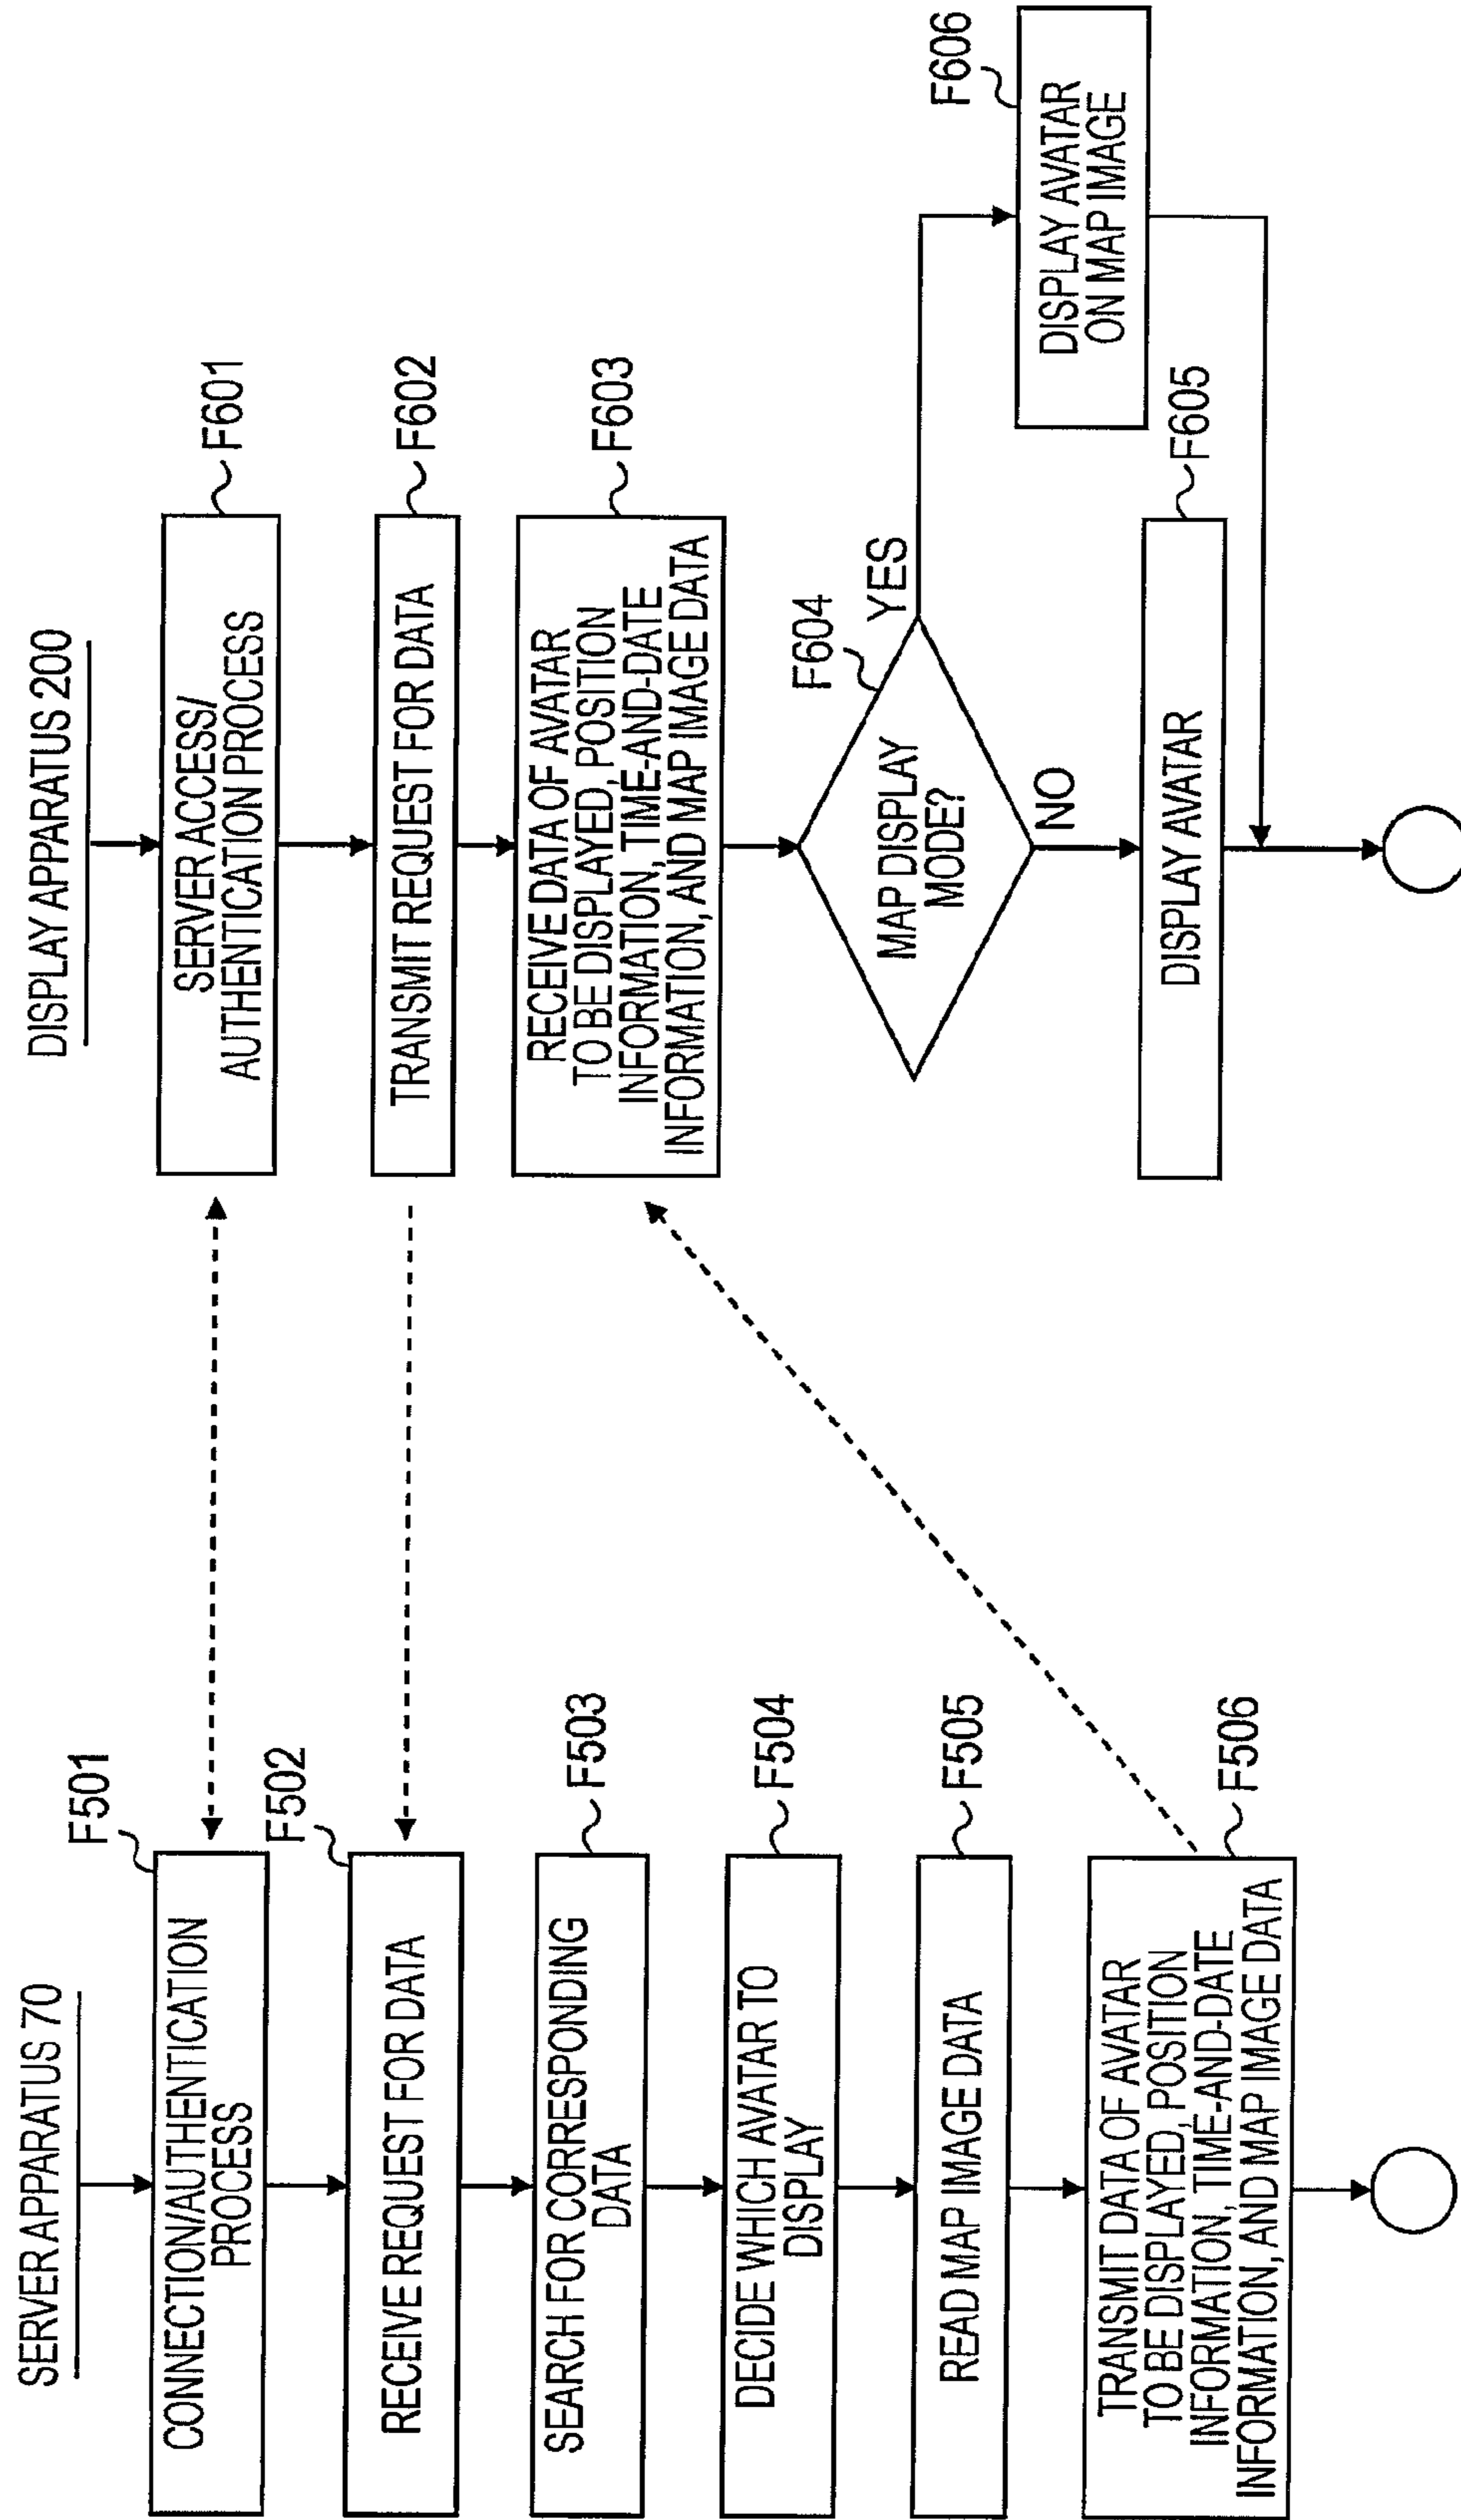 SERVER APPARATUS 70
F501
CONNECTION/AUTHENTICATION
PROCESS
F502
RECEIVE REQUEST FOR DATA
F503
SEARCH FOR CORRESPONDING
DATA
F504
DECIDE WHICH AVATAR TO
DISPLAY
F505
READ MAP IMAGE DATA
F506
TRANSMIT DATA OF AVATAR
TO BE DISPLAYED, POSITION
INFORMATION, TIME-AND-DATE
INFORMATION, AND MAP IMAGE DATA
DISPLAY APPARATUS 200
F601
SERVER ACCESS/
AUTHENTICATION PROCESS
F602
TRANSMIT REQUEST FOR DATA
F603
RECEIVE DATA OF AVATAR
TO BE DISPLAYED, POSITION
INFORMATION, TIME-AND-DATE
INFORMATION, AND MAP IMAGE DATA
F604
MAP DISPLAY
MODE?
YES
NO
F605
DISPLAY AVATAR
F606
DISPLAY AVATAR
ON MAP IMAGE